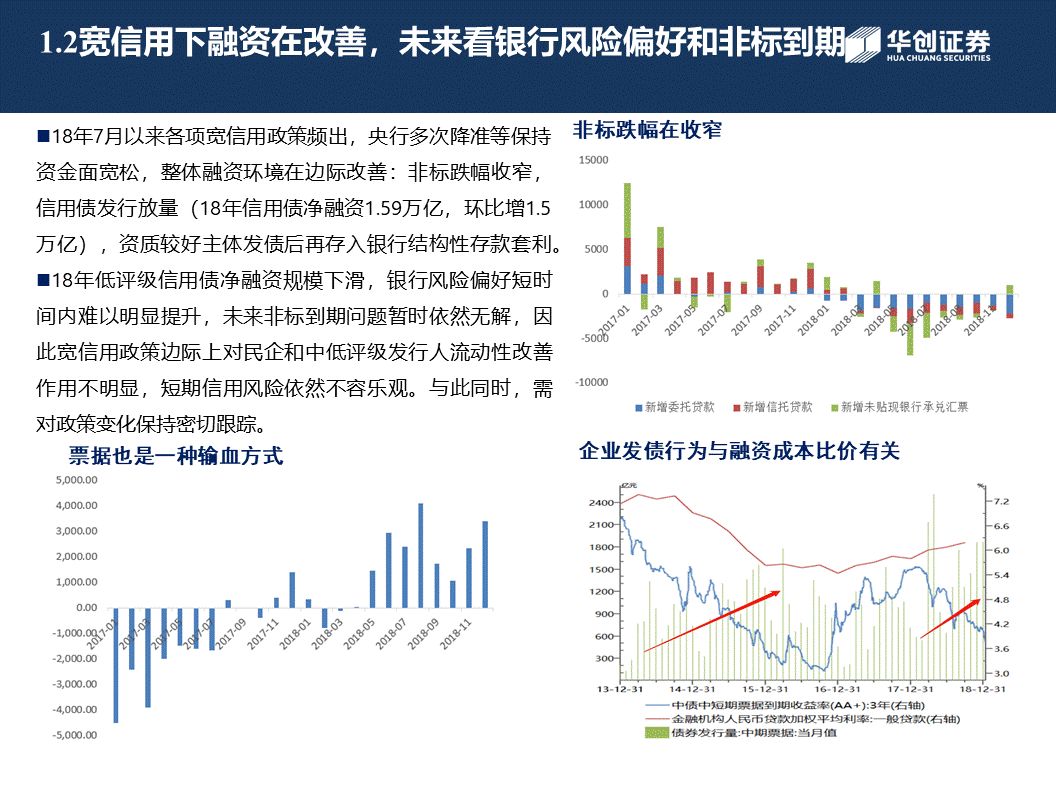 1.2宽信用下融资在改善，未来看银行风险偏好和非标到期
华创证券
HUA CHUANG SECURITIES
■18年7月以来各项宽信用政策频出，央行多次降准等保持
资金面宽松，整体融资环境在边际改善：非标跌幅收窄，
信用债发行放量（18年信用债净融资1.59万亿，环比增1.5
万亿），资质较好主体发债后再存入银行结构性存款套利。
■18年低评级信用债净融资规模下滑，银行风险偏好短时
间内难以明显提升，未来非标到期问题暂时依然无解，因
此宽信用政策边际上对民企和中低评级发行人流动性改善
作用不明显，短期信用风险依然不容乐观。与此同时，需
对政策变化保持密切跟踪。
非标跌幅在收窄
15000
10000
5000
0
-5000
-10000
2017-01
2017-03
2017-05
2017-07
2017-09
2017-11
2018-01
2018-03
2018-05
2018-07
2018-09
2018-11
新增委托贷款
新增信托贷款
新增未贴现银行承兑汇票
票据也是一种输血方式
5,000.00
4,000.00
3,000.00
2,000.00
1,000.00
0.00
-1,000.00
-2,000.00
-3,000.00
-4,000.00
-5,000.00
2017-01
2017-03
2017-05
2017-07
2017-09
2017-11
2018-01
2018-03
2018-05
2018-07
2018-09
2018-11
企业发债行为与融资成本比价有关
亿元
%
2400
2100
1800
1500
1200
900
600
300
7.2
6.6
6.0
5.4
4.8
4.2
3.6
3.0
13-12-31
14-12-31
15-12-31
16-12-31
17-12-31
18-12-31
中债中短期票据到期收益率(AA+):3年(右轴)
金融机构人民币贷款加权平均利率:一般贷款(右轴)
债券发行量:中期票据:当月值